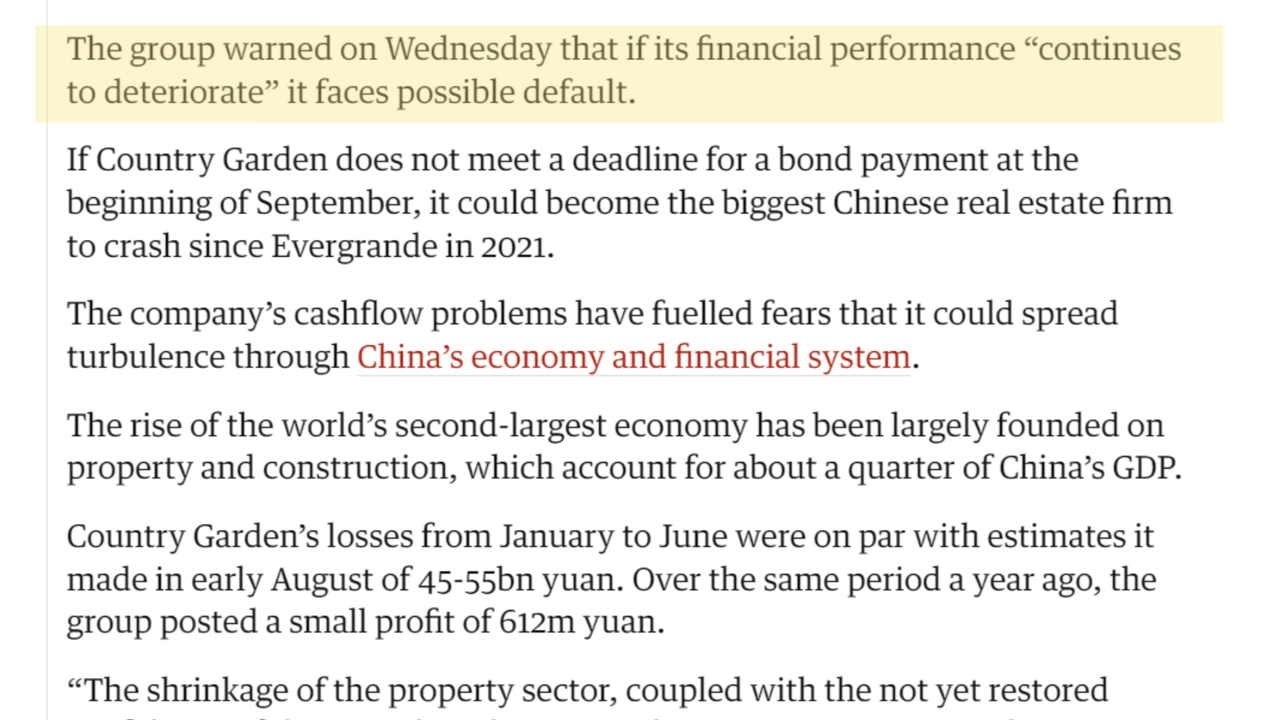 The group warned on Wednesday that if its financial performance “continues
to deteriorate” it faces possible default.
If Country Garden does not meet a deadline for a bond payment at the
beginning of September, it could become the biggest Chinese real estate firm
to crash since Evergrande in 2021.
The company’s cashflow problems have fuelled fears that it could spread
turbulence through China’s economy and financial system.
The rise of the world’s second-largest economy has been largely founded on
property and construction, which account for about a quarter of China’s GDP.
Country Garden’s losses from January to June were on par with estimates it
made in early August of 45-55bn yuan. Over the same period a year ago, the
group posted a small profit of 612m yuan.
“The shrinkage of the property sector, coupled with the not yet restored